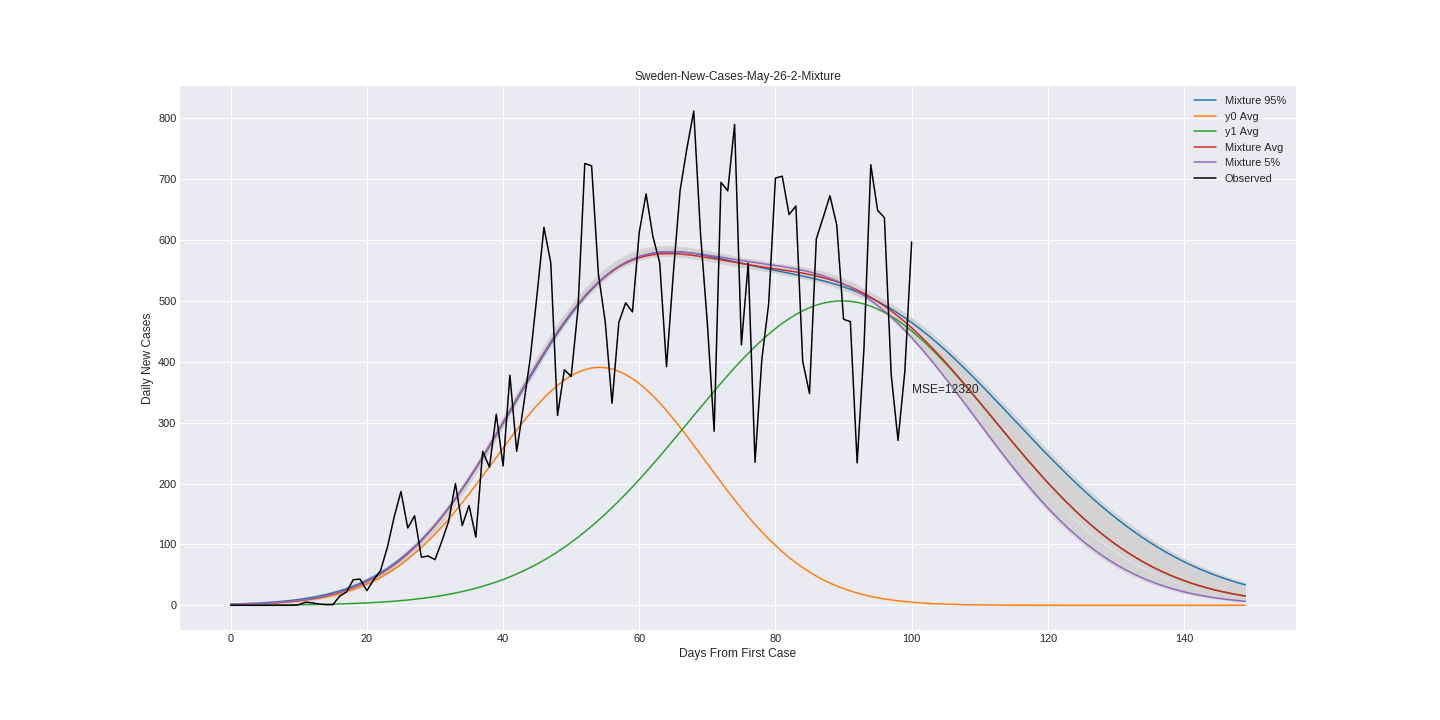 Sweden-New-Cases-May-26-2-Mixture
Mixture 95%
y0 Avg
y1 Avg
Mixture Avg
Mixture 5%
Observed
800
700
600
500
400
300
200
100
0
Daily New Cases
MSE=12320
0 20 40 60 80 100 120 140
Days From First Case